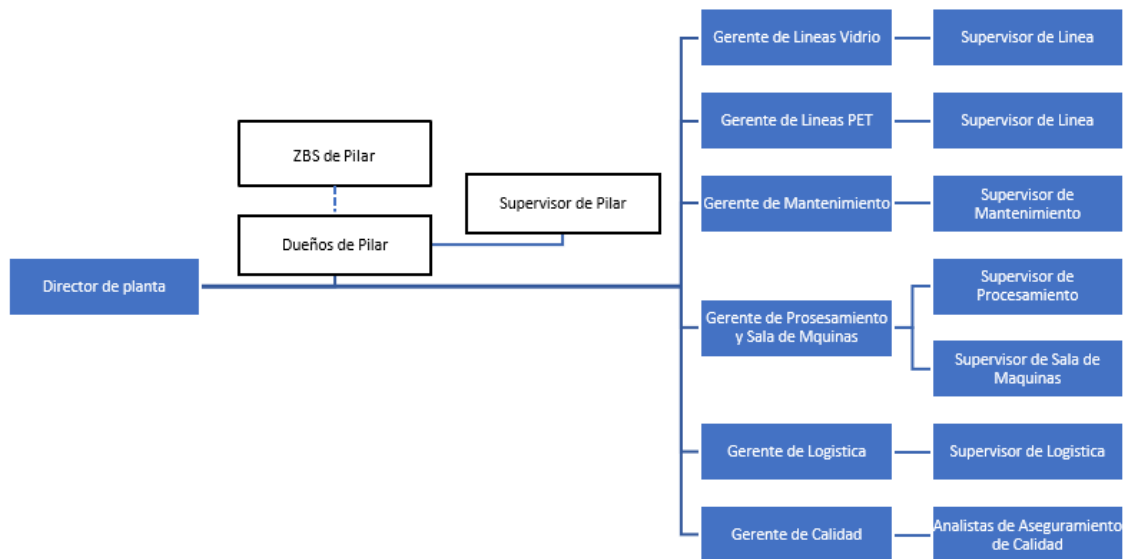 Gerente de Lineas Vidrio
Supervisor de Linea
ZBS de Pilar
Gerente de Lineas PET
Supervisor de Linea
Supervisor de Pilar
Gerente de Mantenimiento
Supervisor de
Mantenimiento
Dueños de Pilar
Director de planta
Supervisor de
Procesamiento
Gerente de Prosesamiento
y Sala de Mquinas
Supervisor de Sala de
Maquinas
Gerente de Logistica
Supervisor de Logistica
Gerente de Calidad
Analistas de Aseguramiento
de Calidad